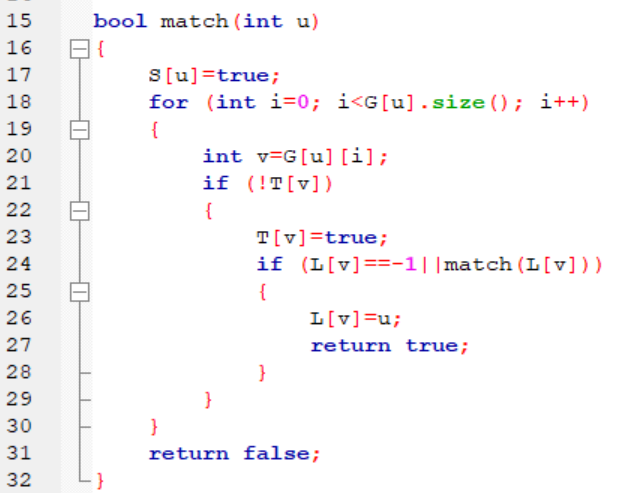 15 bool match(int u)
16 {
17 S[u]=true;
18 for (int i=0; i<G[u].size(); i++)
19 {
20 int v=G[u][i];
21 if (!T[v])
22 {
23 T[v]=true;
24 if (L[v]==-1||match(L[v]))
25 {
26 L[v]=u;
27 return true;
28 }
29 }
30 }
31 return false;
32 }